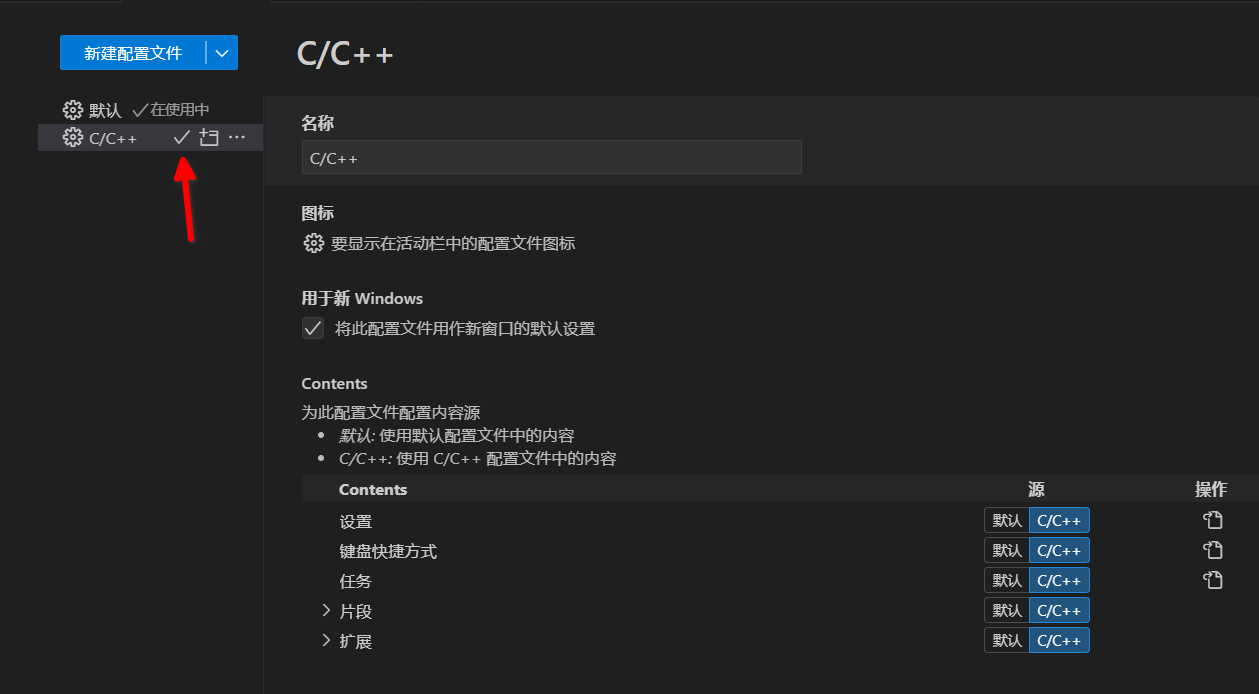 新建配置文件
C/C++
默认 在使用中
C/C++
名称
C/C++
图标
要显示在活动栏中的配置文件图标
用于新 Windows
将此配置文件用作新窗口的默认设置
Contents
为此配置文件配置内容源
• 默认: 使用默认配置文件中的内容
• C/C++: 使用 C/C++ 配置文件中的内容
Contents 源 操作
设置 默认 C/C++
键盘快捷方式 默认 C/C++
任务 默认 C/C++
片段 默认 C/C++
扩展 默认 C/C++